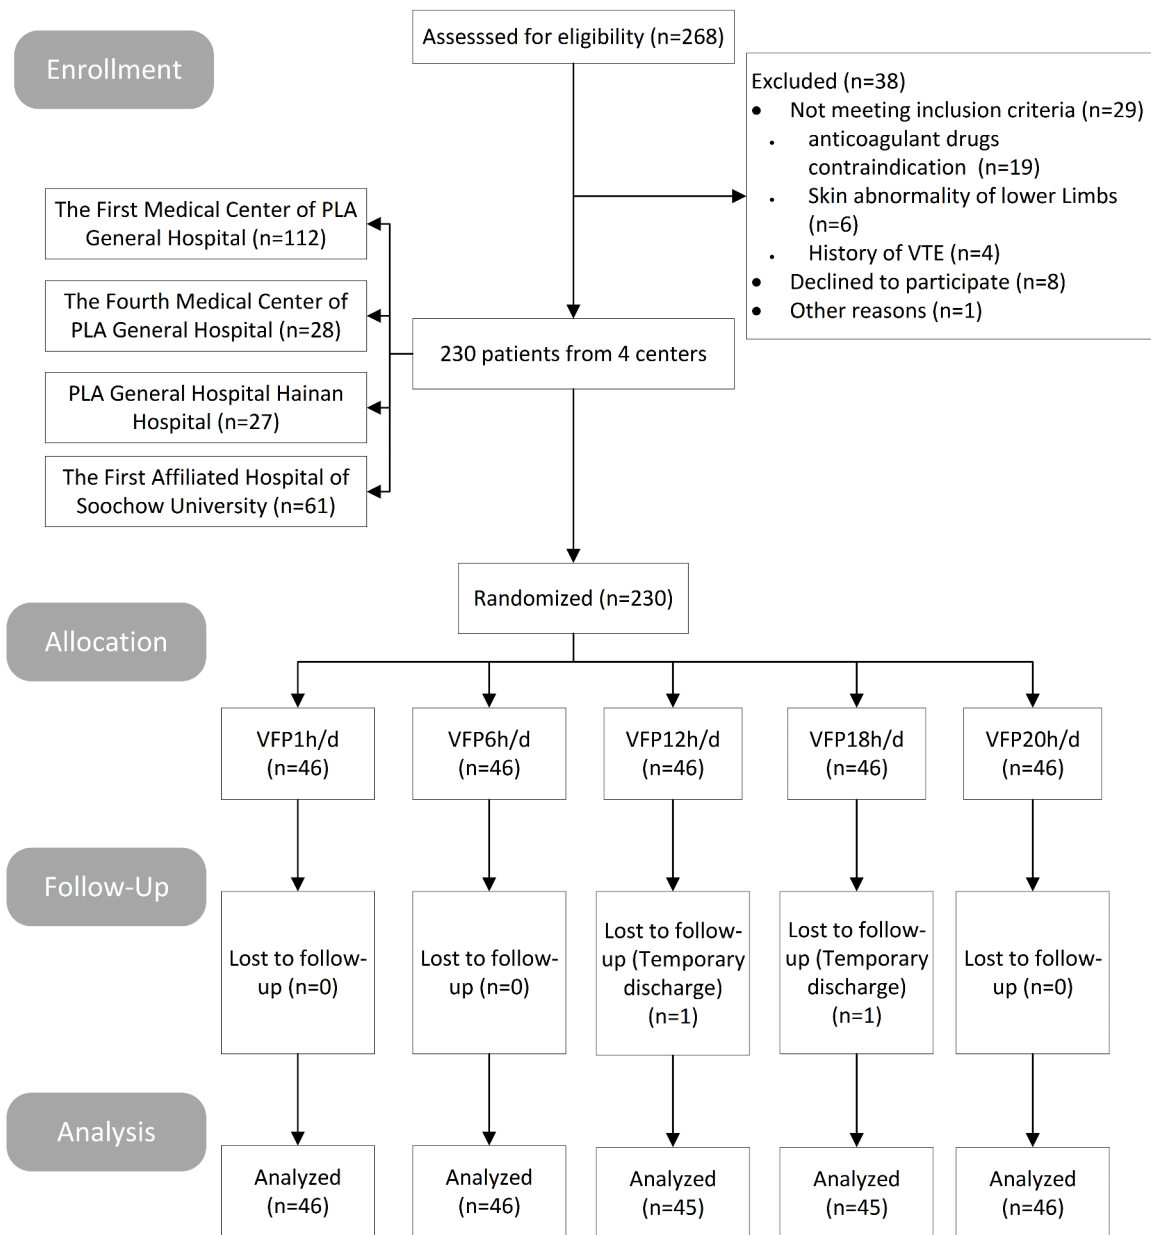 Assesssed for eligibility (n=268)
Enrollment
Excluded (n=38)
● Not meeting inclusion criteria (n=29)
• anticoagulant drugs
contraindication (n=19)
• Skin abnormality of lower Limbs
(n=6)
• History of VTE (n=4)
● Declined to participate (n=8)
● Other reasons (n=1)
The First Medical Center of PLA
General Hospital (n=112)
The Fourth Medical Center of
PLA General Hospital (n=28)
PLA General Hospital Hainan
Hospital (n=27)
The First Affiliated Hospital of
Soochow University (n=61)
230 patients from 4 centers
Randomized (n=230)
Allocation
VFP1h/d
(n=46)
VFP6h/d
(n=46)
VFP12h/d
(n=46)
VFP18h/d
(n=46)
VFP20h/d
(n=46)
Follow-Up
Lost to follow-
up (n=0)
Lost to follow-
up (n=0)
Lost to follow-
up (Temporary
discharge)
(n=1)
Lost to follow-
up (Temporary
discharge)
(n=1)
Lost to follow-
up (n=0)
Analysis
Analyzed
(n=46)
Analyzed
(n=46)
Analyzed
(n=45)
Analyzed
(n=45)
Analyzed
(n=46)